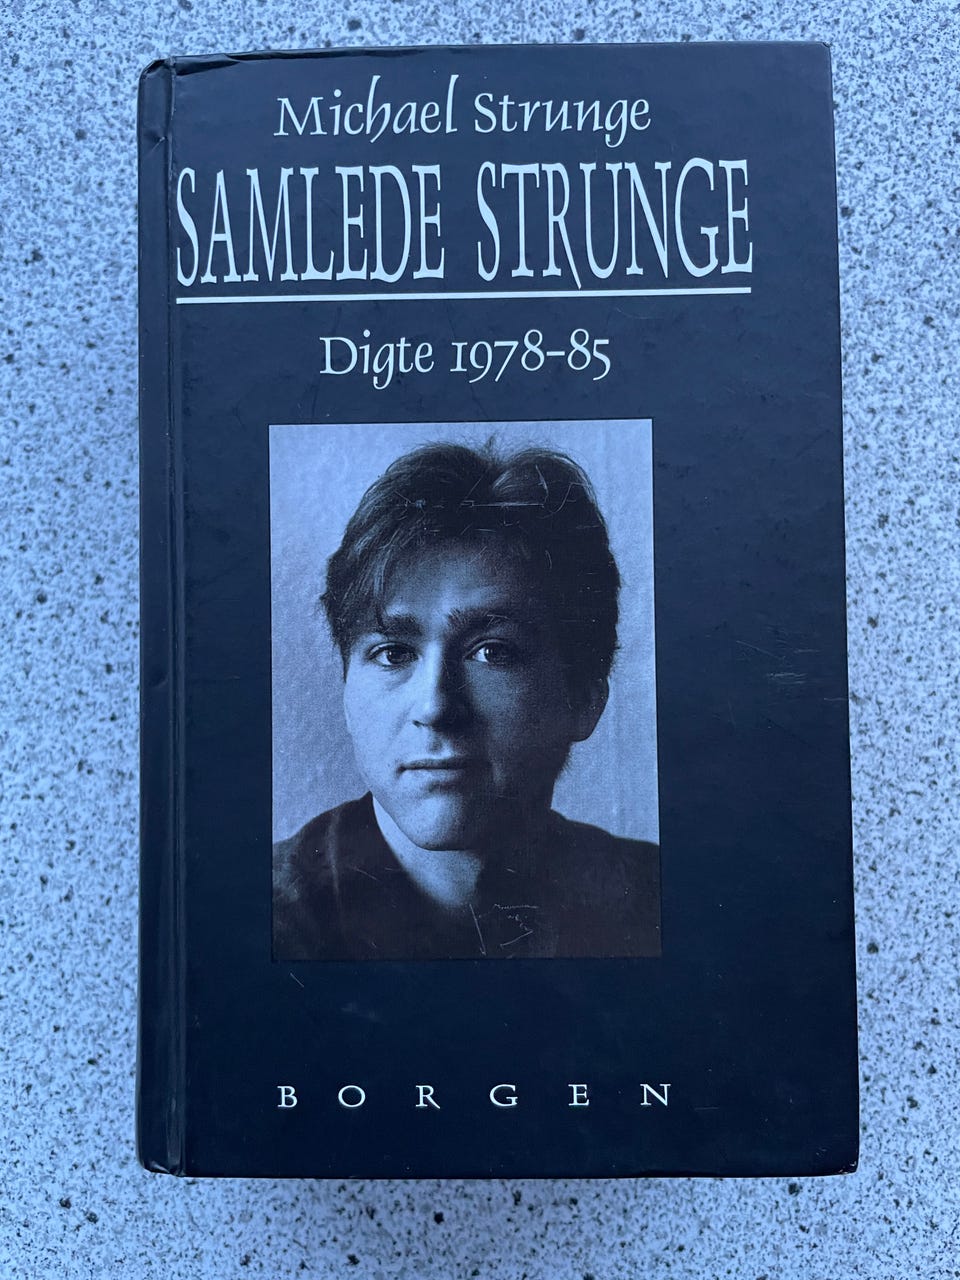 Michael Strunge
SAMLEDE STRUNGE
Digte 1978-85
BORGEN